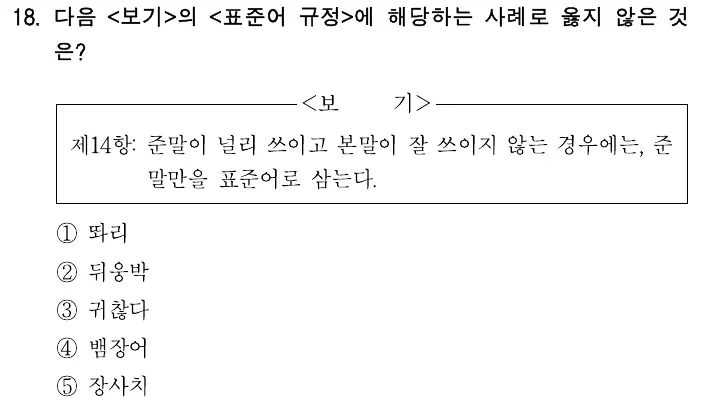 18. 다음 <보기>의 <표준어 규정>에 해당하는 사례로 옳지 않은 것
은?
<보 기>
제14항: 준말이 널리 쓰이고 본말이 잘 쓰이지 않는 경우에는, 준
말만을 표준어로 삼는다.
① 똬리
② 뒤웅박
③ 귀찮다
④ 뱀장어
⑤ 장사치